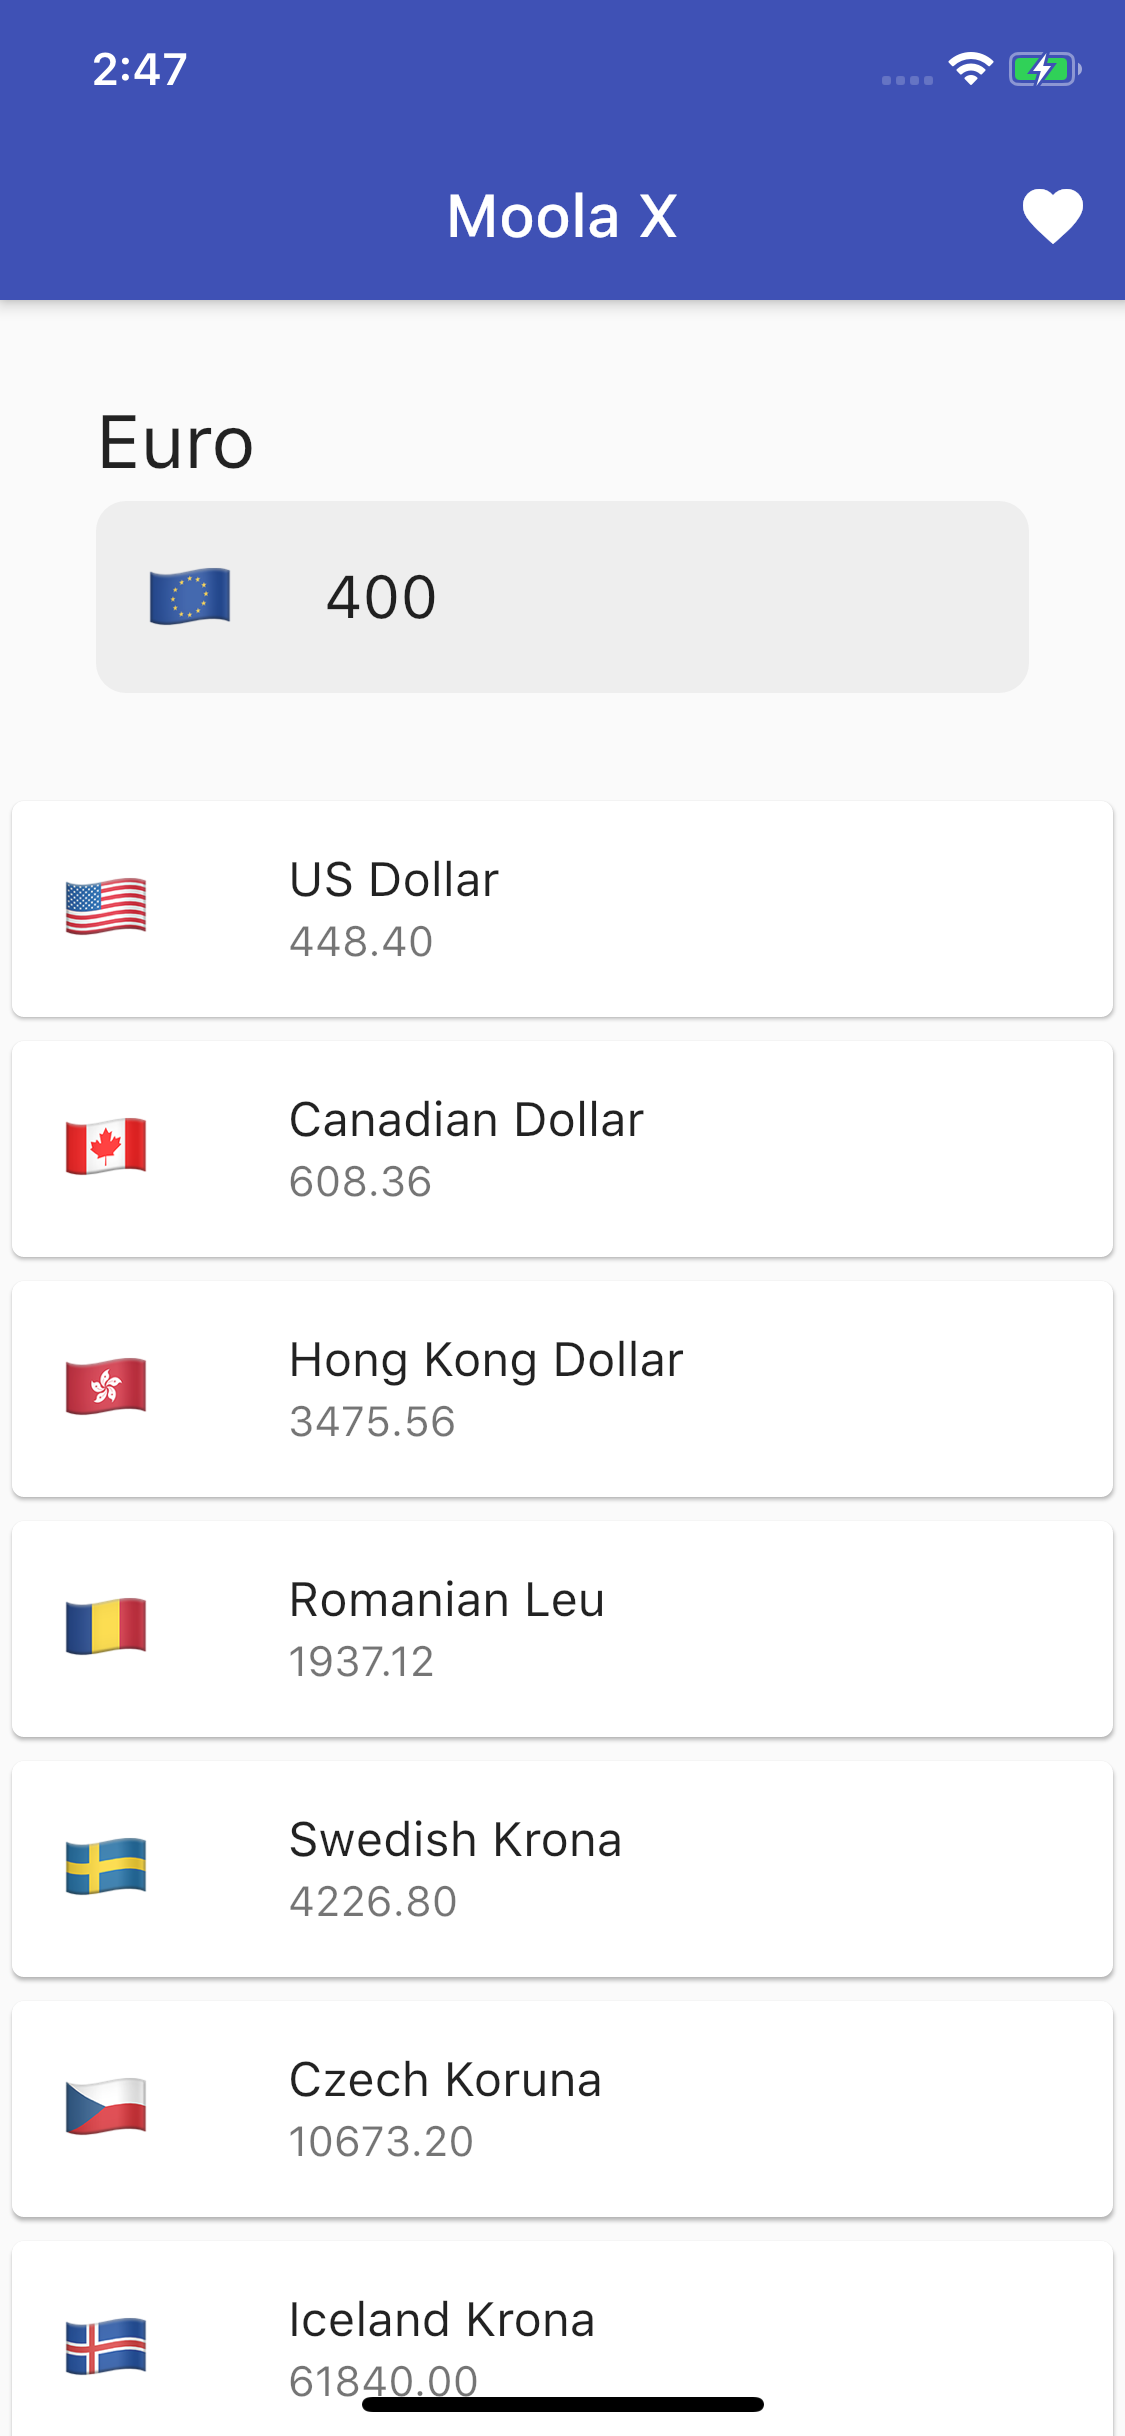 2:47
Moola X
Euro
400
US Dollar
448.40
Canadian Dollar
608.36
Hong Kong Dollar
3475.56
Romanian Leu
1937.12
Swedish Krona
4226.80
Czech Koruna
10673.20
Iceland Krona
61840.00